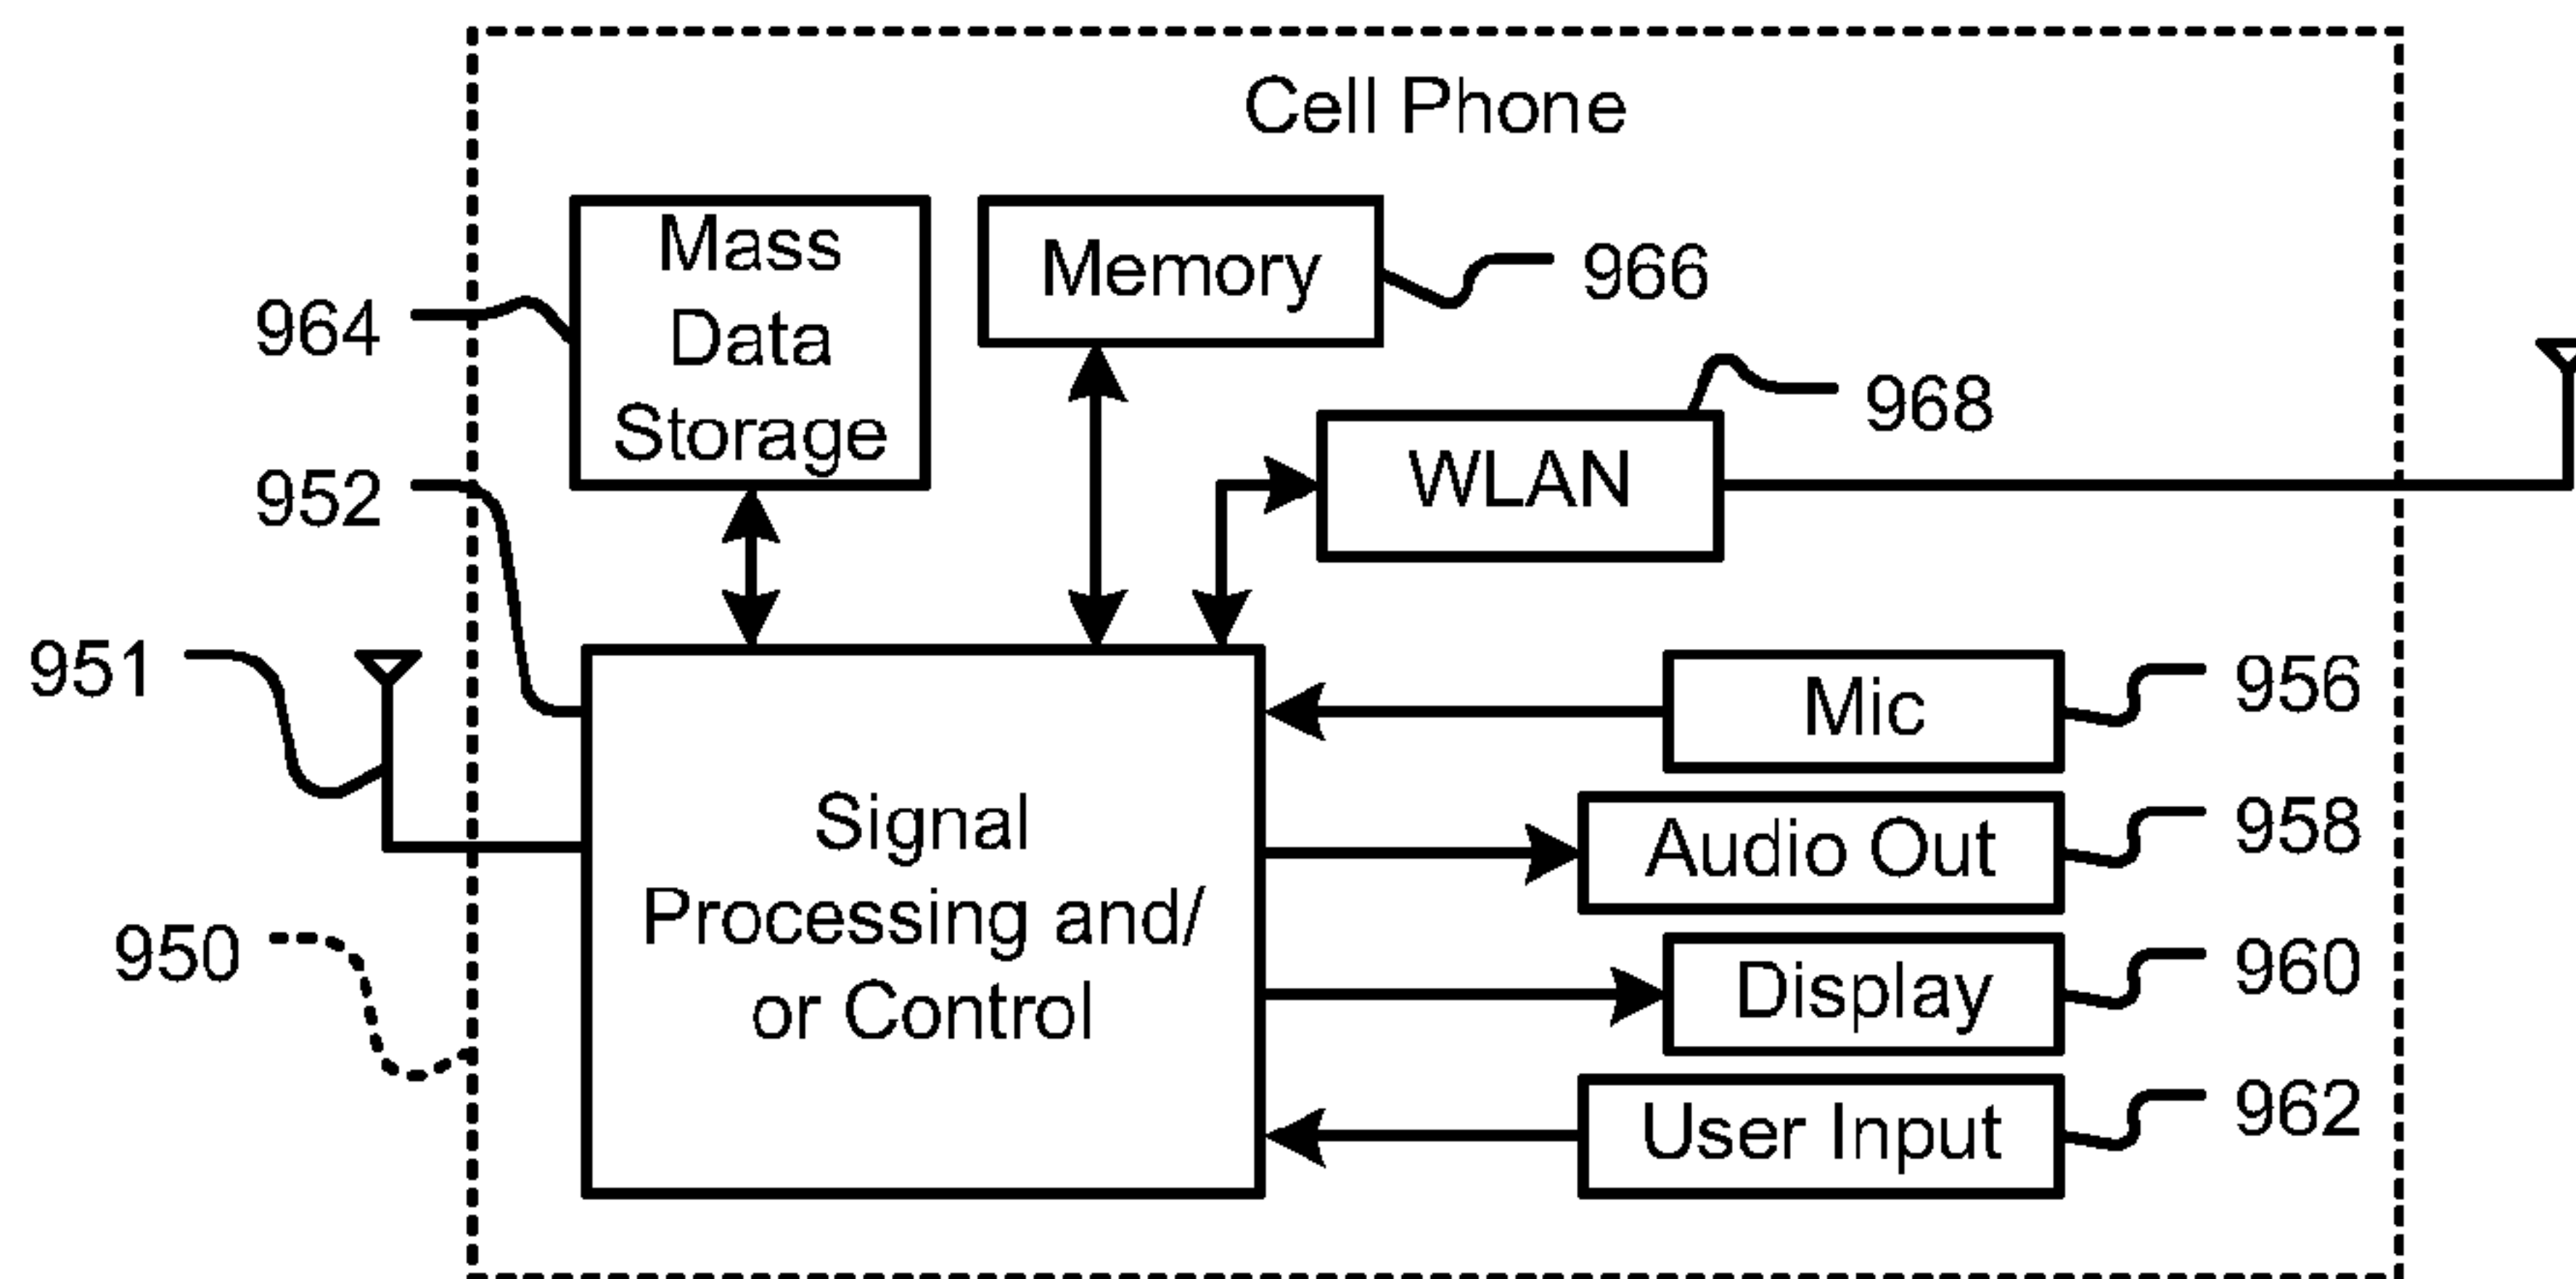 Cell Phone
Mass
Data
Storage
Memory
966
964
968
WLAN
952
951
Mic
956
Signal
Processing and/
or Control
Audio Out
958
950
Display
960
User Input
962